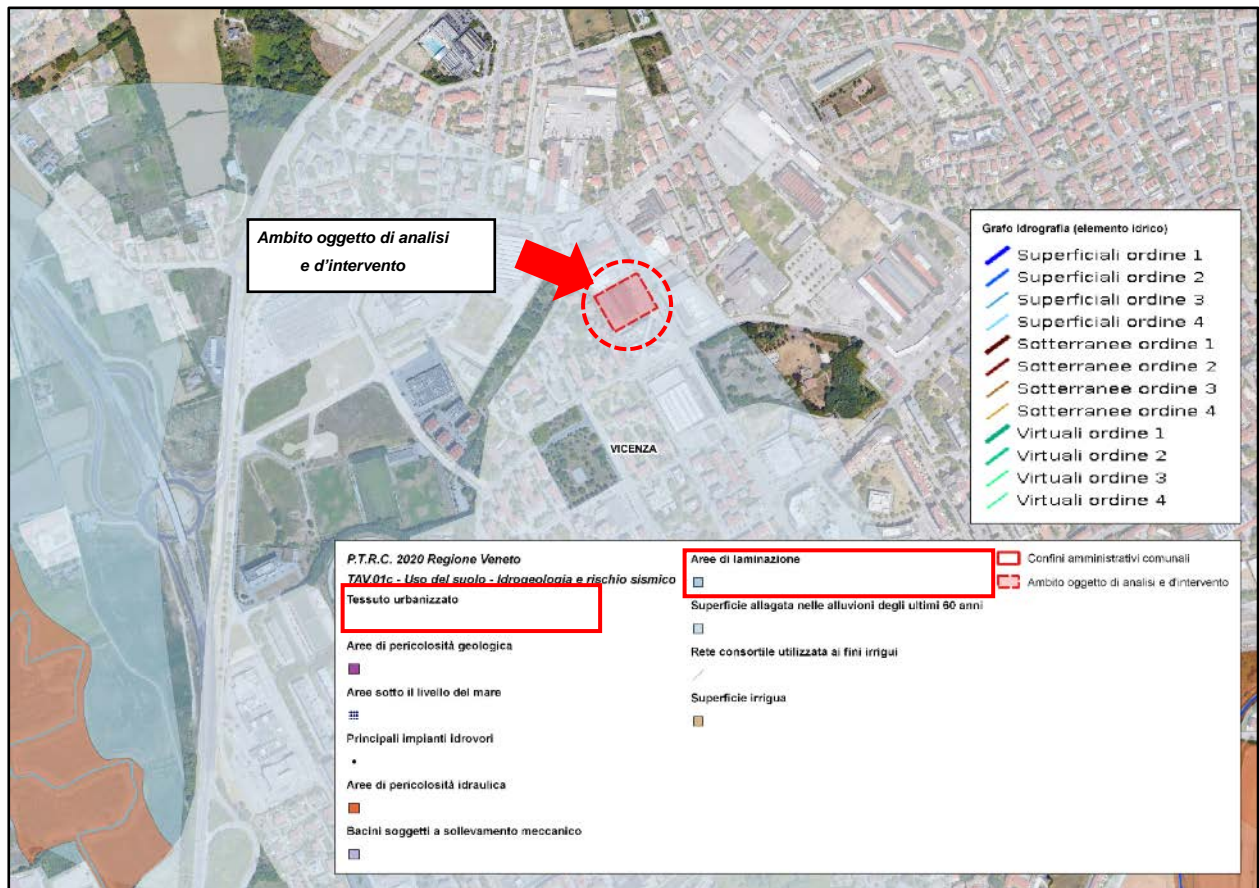 Ambito oggetto di analisi
e d'intervento
VICENZA
Grafo Idrografia (elemento idrico)
Superficiali ordine 1
Superficiali ordine 2
Superficiali ordine 3
Superficiali ordine 4
Sotterranee ordine 1
Sotterranee ordine 2
Sotterranee ordine 3
Sotterranee ordine 4
Virtuali ordine 1
Virtuali ordine 2
Virtuali ordine 3
Virtuali ordine 4
P.T.R.C. 2020 Regione Veneto
TAV.01c - Uso del suolo - Idrogeologia e rischio sismico
Tessuto urbanizzato
Aree di pericolosità geologica
Aree sotto il livello del mare
Principali impianti idrovori
Aree di pericolosità idraulica
Bacini soggetti a sollevamento meccanico
Aree di laminazione
Superficie allagata nelle alluvioni degli ultimi 60 anni
Rete consortile utilizzata ai fini irrigui
Superficie irrigua
Confini amministrativi comunali
Ambito oggetto di analisi e d'intervento